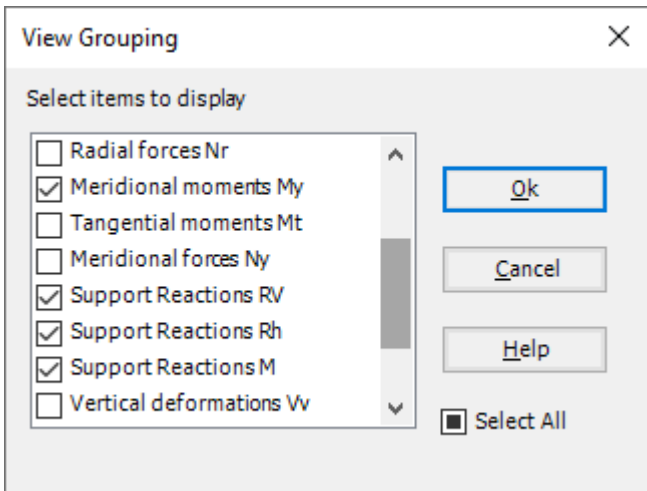 View Grouping
Select items to display
Radial forces Nr
Meridional moments My
Tangential moments Mt
Meridional forces Ny
Support Reactions RV
Support Reactions Rh
Support Reactions M
Vertical deformations Vv
Ok
Cancel
Help
Select All